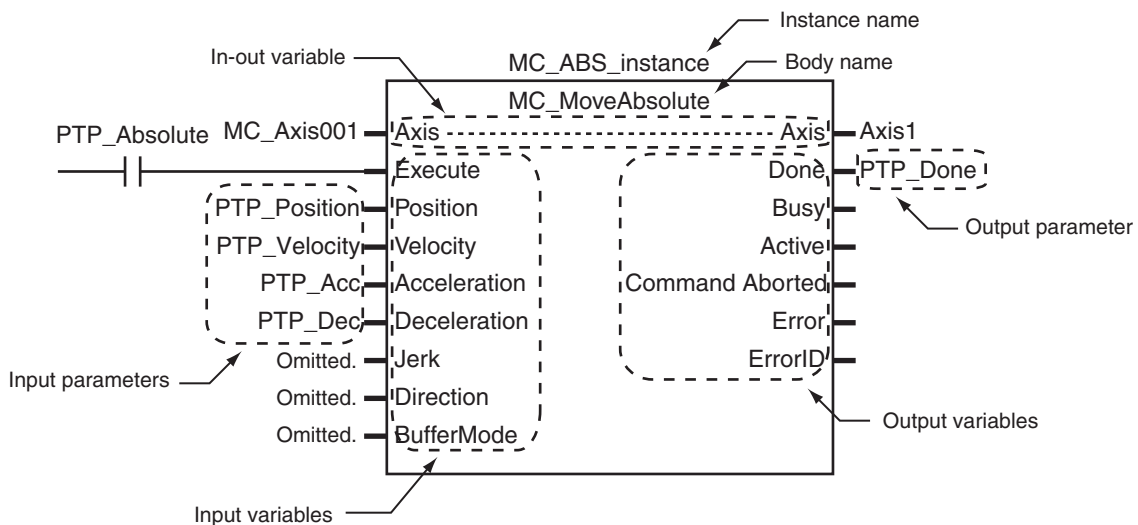 Instance name
In-out variable
MC_ABS_instance
Body name
MC_MoveAbsolute
PTP_Absolute
MC_Axis001
Axis
Axis
Axis1
Execute
Done
PTP_Done
PTP_Position
Position
Busy
Output parameter
PTP_Velocity
Velocity
Active
PTP_Acc
Acceleration
Command Aborted
PTP_Dec
Deceleration
Error
Omitted.
Jerk
ErrorID
Input parameters
Omitted.
Direction
Output variables
Omitted.
BufferMode
Input variables